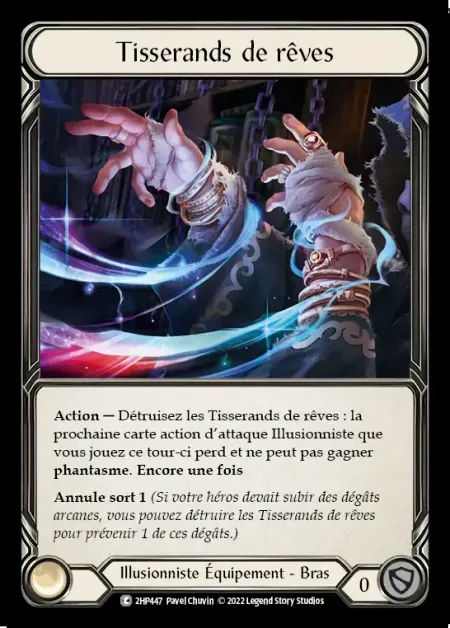 Tisserands de rêves
Action — Détruisez les Tisserands de rêves : la
prochaine carte action d'attaque Illusionniste que
vous jouez ce tour-ci perd et ne peut pas gagner
phantasme. Encore une fois
Annule sort 1 (Si votre héros devait subir des dégâts
arcanes, vous pouvez détruire les Tisserands de rêves
pour prévenir 1 de ces dégâts.)
Illusionniste Équipement - Bras
0
C 2HP447 Pavel Chuvin © 2022 Legend Story Studios